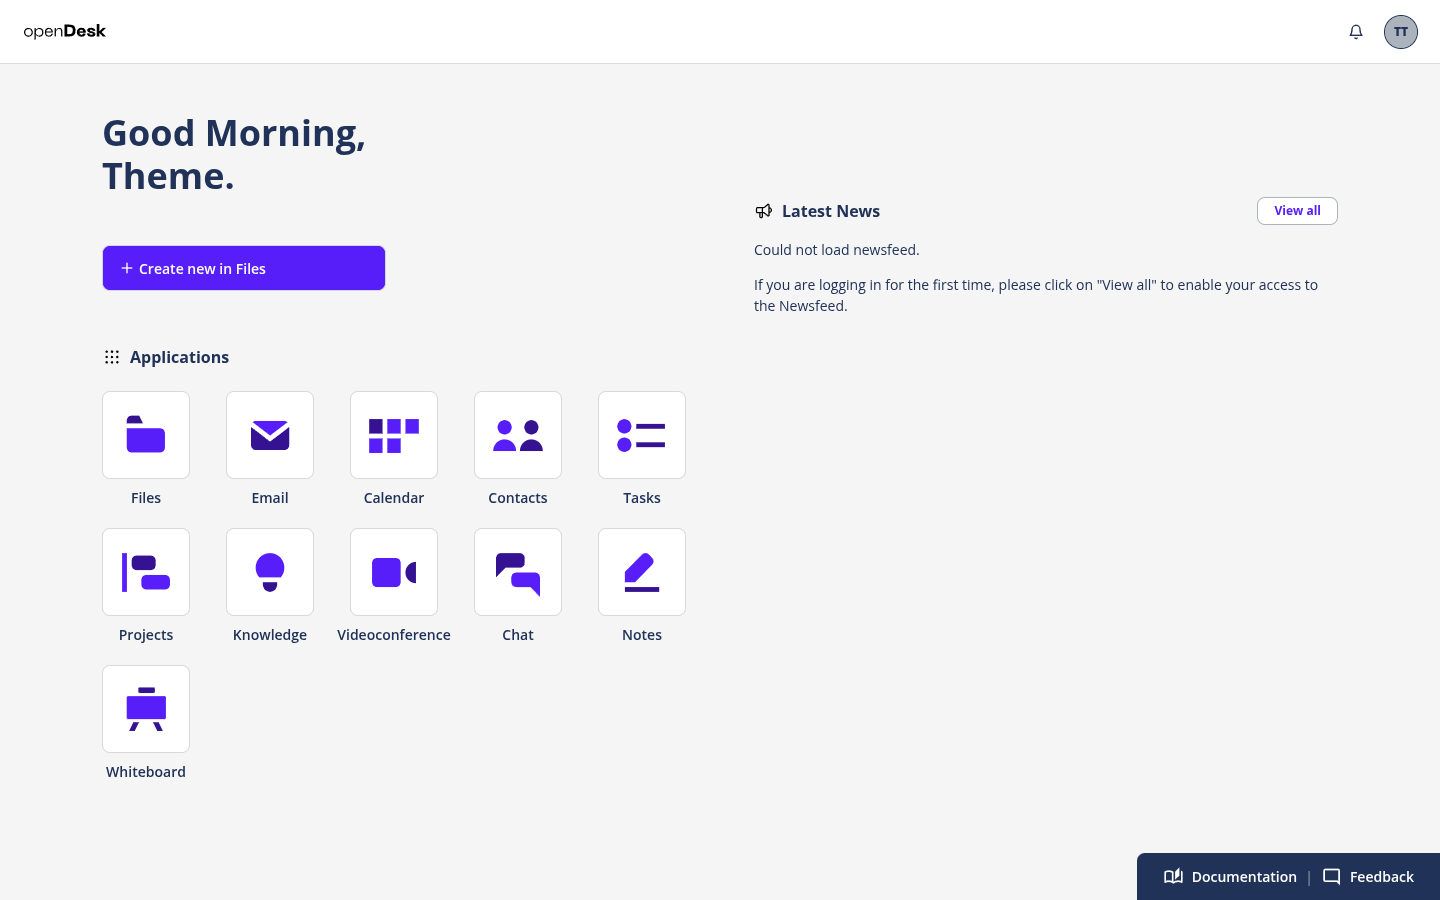 openDesk
TT
Good Morning,
Theme.
Create new in Files
Applications
Files
Email
Calendar
Contacts
Tasks
Projects
Knowledge
Videoconference
Chat
Notes
Whiteboard
Latest News
View all
Could not load newsfeed.
If you are logging in for the first time, please click on "View all" to enable your access to
the Newsfeed.
Documentation | Feedback